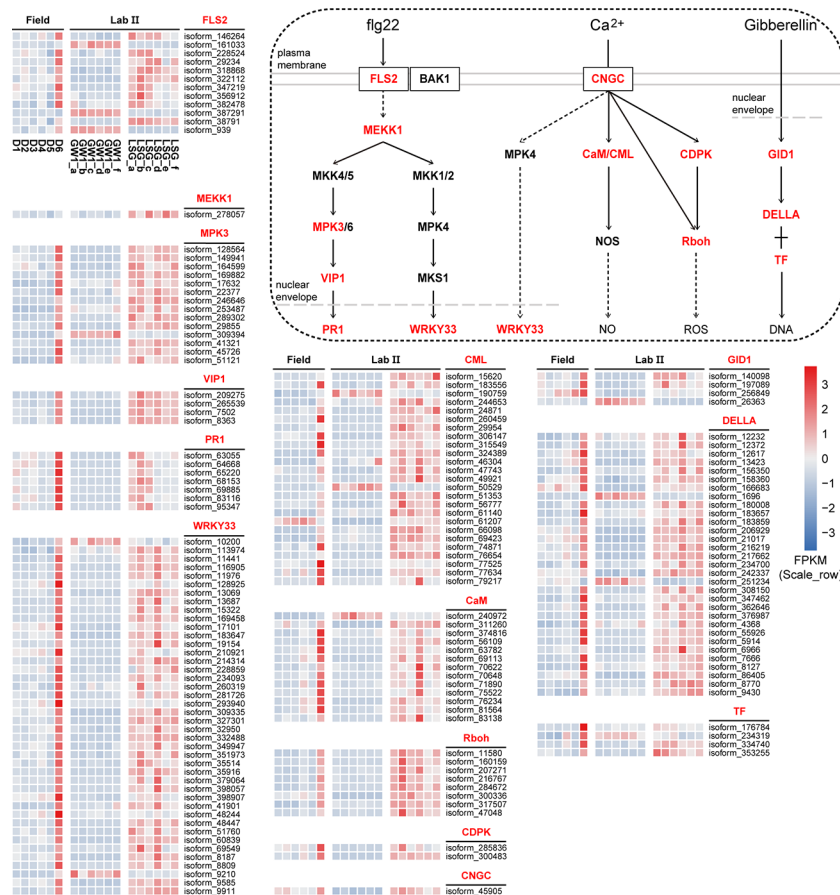 Field Lab II FLS2
isoform_146264
isoform_161033
isoform_228524
isoform_29234
isoform_318868
isoform_322112
isoform_347219
isoform_356912
isoform_382478
isoform_387291
isoform_38791
isoform_939
D1
D2
D3
D4
D5
D6
GW1_a
GW1_b
GW1_c
GW1_d
GW1_e
GW1_f
LSG_a
LSG_b
LSG_c
LSG_d
LSG_e
LSG_f
MEKK1
isoform_278057
MPK3
isoform_128564
isoform_149941
isoform_164599
isoform_169882
isoform_17632
isoform_22377
isoform_246646
isoform_253487
isoform_289302
isoform_29855
isoform_309394
isoform_41321
isoform_45726
isoform_51121
VIP1
isoform_209275
isoform_265539
isoform_7502
isoform_8363
PR1
isoform_63055
isoform_64668
isoform_65220
isoform_68153
isoform_69885
isoform_83116
isoform_95347
WRKY33
isoform_10200
isoform_113974
isoform_11441
isoform_116905
isoform_11976
isoform_128925
isoform_13069
isoform_13687
isoform_15322
isoform_169458
isoform_17101
isoform_183647
isoform_19154
isoform_210921
isoform_214314
isoform_228859
isoform_234093
isoform_260319
isoform_281726
isoform_293940
isoform_309335
isoform_327301
isoform_32950
isoform_332488
isoform_349947
isoform_351973
isoform_35514
isoform_35916
isoform_379064
isoform_398057
isoform_398907
isoform_41901
isoform_48244
isoform_48447
isoform_51760
isoform_60839
isoform_69549
isoform_8187
isoform_8809
isoform_9210
isoform_9585
isoform_9911
flg22 Ca²⁺ Gibberellin
plasma
membrane
FLS2 BAK1 CNGC
nuclear
envelope
MEKK1 MPK4 CaM/CML CDPK GID1
MKK4/5 MKK1/2
DELLA
MPK3/6 MPK4 NOS Rboh
TF
VIP1 MKS1
nuclear
envelope
PR1 WRKY33 WRKY33 NO ROS DNA
Field Lab II CML
isoform_15620
isoform_183556
isoform_190759
isoform_244653
isoform_24871
isoform_260459
isoform_29954
isoform_306147
isoform_315549
isoform_324389
isoform_46304
isoform_47743
isoform_49921
isoform_50529
isoform_51353
isoform_56777
isoform_61140
isoform_61207
isoform_66098
isoform_69423
isoform_74871
isoform_76654
isoform_77525
isoform_77634
isoform_79217
CaM
isoform_240972
isoform_311260
isoform_374816
isoform_56109
isoform_63782
isoform_69113
isoform_70622
isoform_70648
isoform_71890
isoform_75522
isoform_76234
isoform_81564
isoform_83138
Rboh
isoform_11580
isoform_160159
isoform_207271
isoform_216767
isoform_284672
isoform_300336
isoform_317507
isoform_47048
CDPK
isoform_285836
isoform_300483
CNGC
isoform_45905
Field Lab II GID1
isoform_140098
isoform_197089
isoform_256849
isoform_26363
DELLA
isoform_12232
isoform_12372
isoform_12617
isoform_13423
isoform_156350
isoform_158360
isoform_166683
isoform_1696
isoform_180008
isoform_183657
isoform_183859
isoform_206929
isoform_21017
isoform_216219
isoform_217662
isoform_234700
isoform_242337
isoform_251234
isoform_308150
isoform_347462
isoform_362646
isoform_376987
isoform_4368
isoform_55926
isoform_5914
isoform_6966
isoform_7666
isoform_8127
isoform_86405
isoform_8770
isoform_9430
TF
isoform_176784
isoform_234319
isoform_334740
isoform_353255
3
2
1
0
−1
−2
−3
FPKM
(Scale_row)